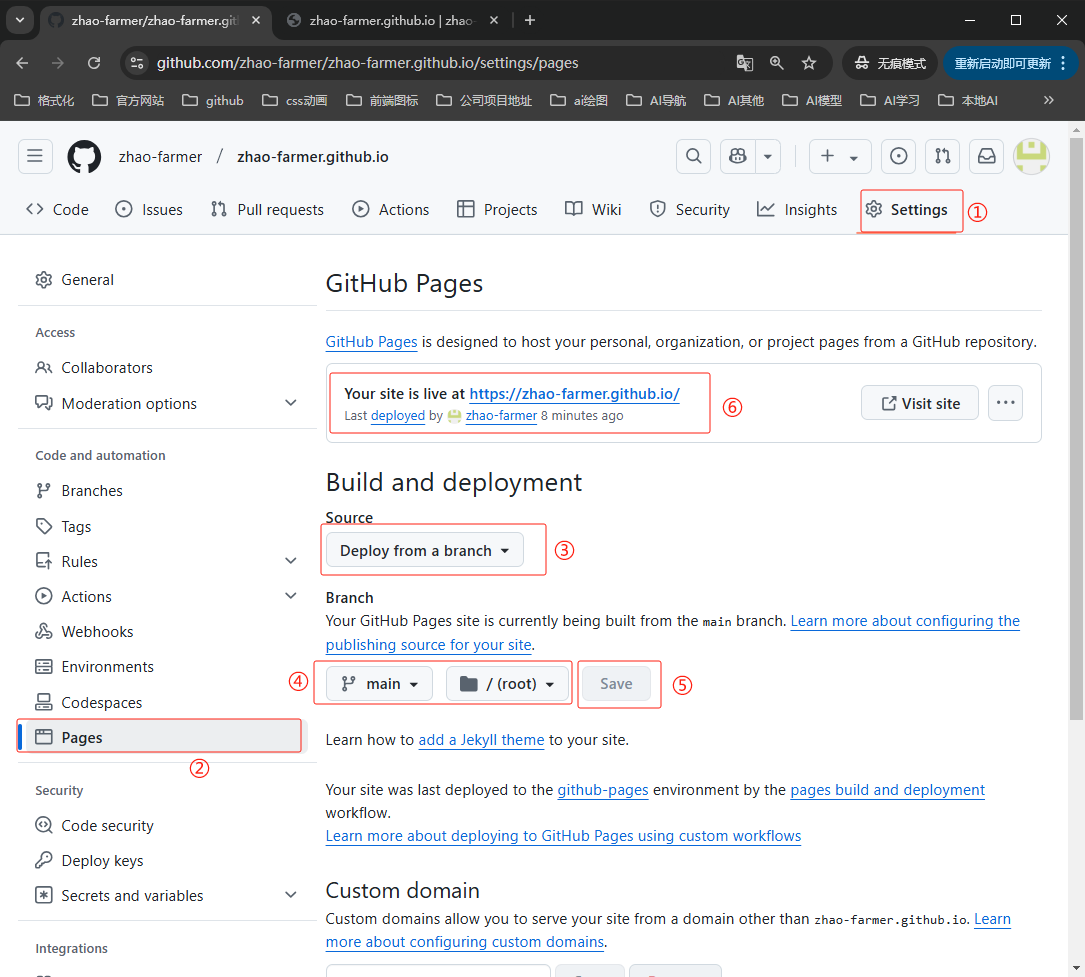 zhao-farmer/zhao-farmer.gith
zhao-farmer.github.io | zhao-
github.com/zhao-farmer/zhao-farmer.github.io/settings/pages
无痕模式
重新启动即可更新
格式化
官方网站
github
css动画
前端图标
公司项目地址
ai绘图
AI导航
AI其他
AI模型
AI学习
本地AI
zhao-farmer / zhao-farmer.github.io
Code
Issues
Pull requests
Actions
Projects
Wiki
Security
Insights
Settings
①
General
Access
Collaborators
Moderation options
Code and automation
Branches
Tags
Rules
Actions
Webhooks
Environments
Codespaces
Pages
②
Security
Code security
Deploy keys
Secrets and variables
Integrations
GitHub Pages
GitHub Pages is designed to host your personal, organization, or project pages from a GitHub repository.
Your site is live at https://zhao-farmer.github.io/
Last deployed by zhao-farmer 8 minutes ago
⑥
Visit site
Build and deployment
Source
Deploy from a branch
③
Branch
Your GitHub Pages site is currently being built from the main branch. Learn more about configuring the
publishing source for your site.
④
main
/ (root)
Save
⑤
Learn how to add a Jekyll theme to your site.
Your site was last deployed to the github-pages environment by the pages build and deployment
workflow.
Learn more about deploying to GitHub Pages using custom workflows
Custom domain
Custom domains allow you to serve your site from a domain other than zhao-farmer.github.io. Learn
more about configuring custom domains.